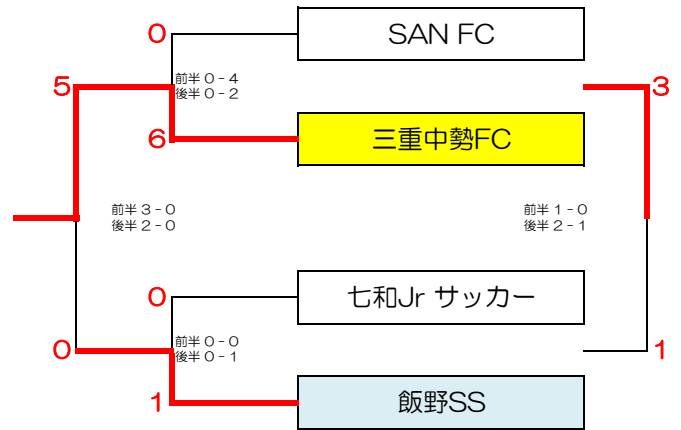 0
SAN FC
5
前半 0-4
後半 0-2
3
6
三重中勢FC
前半 3-0
後半 2-0
前半 1-0
後半 2-1
0
七和Jr サッカー
0
前半 0-0
後半 0-1
1
1
飯野SS